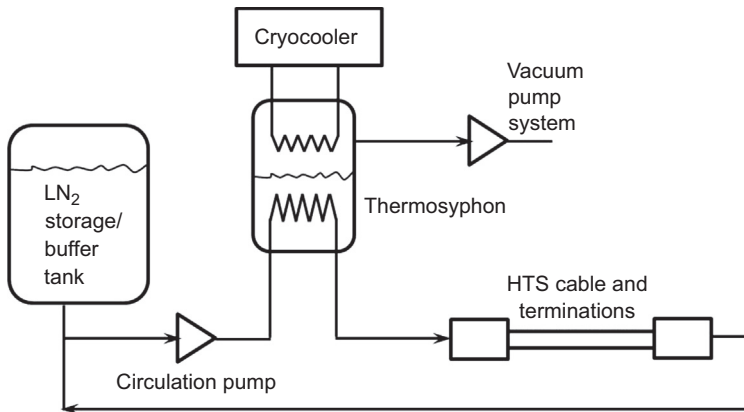 Cryocooler
Vacuum
pump
system
LN₂
storage/
buffer
tank
Thermosyphon
HTS cable and
terminations
Circulation pump